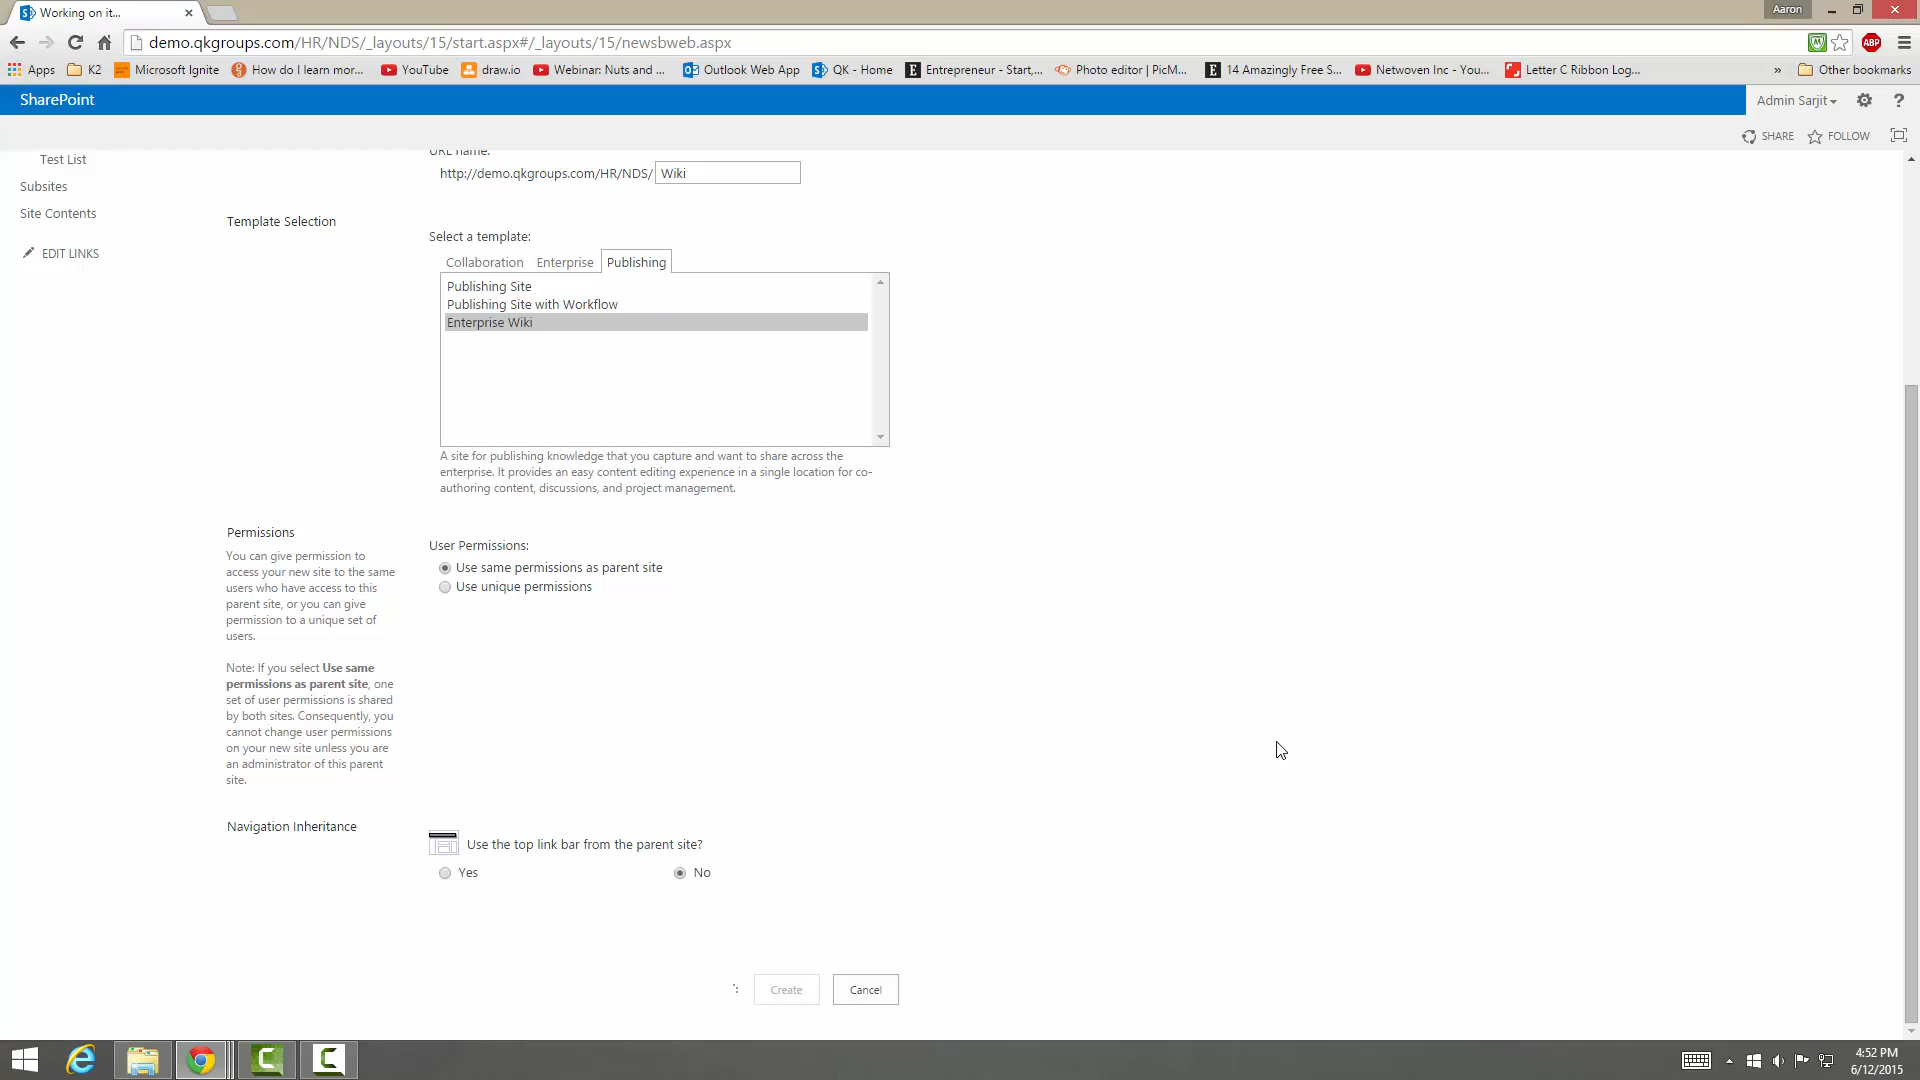 Working on it...
Aaron
demo.qkgroups.com/HR/NDS/_layouts/15/start.aspx#/_layouts/15/newsbweb.aspx
ABP
Apps
K2
Microsoft Ignite
How do I learn mor...
YouTube
draw.io
Webinar: Nuts and ...
Outlook Web App
QK - Home
Entrepreneur - Start,...
Photo editor | PicM...
14 Amazingly Free S...
Netwoven Inc - You...
Letter C Ribbon Log...
»
Other bookmarks
SharePoint
Admin Sarjit
?
SHARE
FOLLOW
Test List
Subsites
Site Contents
EDIT LINKS
URL name:
http://demo.qkgroups.com/HR/NDS/
Wiki
Template Selection
Select a template:
Collaboration
Enterprise
Publishing
Publishing Site
Publishing Site with Workflow
Enterprise Wiki
A site for publishing knowledge that you capture and want to share across the
enterprise. It provides an easy content editing experience in a single location for co-
authoring content, discussions, and project management.
Permissions
You can give permission to
access your new site to the same
users who have access to this
parent site, or you can give
permission to a unique set of
users.
Note: If you select Use same
permissions as parent site, one
set of user permissions is shared
by both sites. Consequently, you
cannot change user permissions
on your new site unless you are
an administrator of this parent
site.
User Permissions:
Use same permissions as parent site
Use unique permissions
Navigation Inheritance
Use the top link bar from the parent site?
Yes
No
Create
Cancel
4:52 PM
6/12/2015